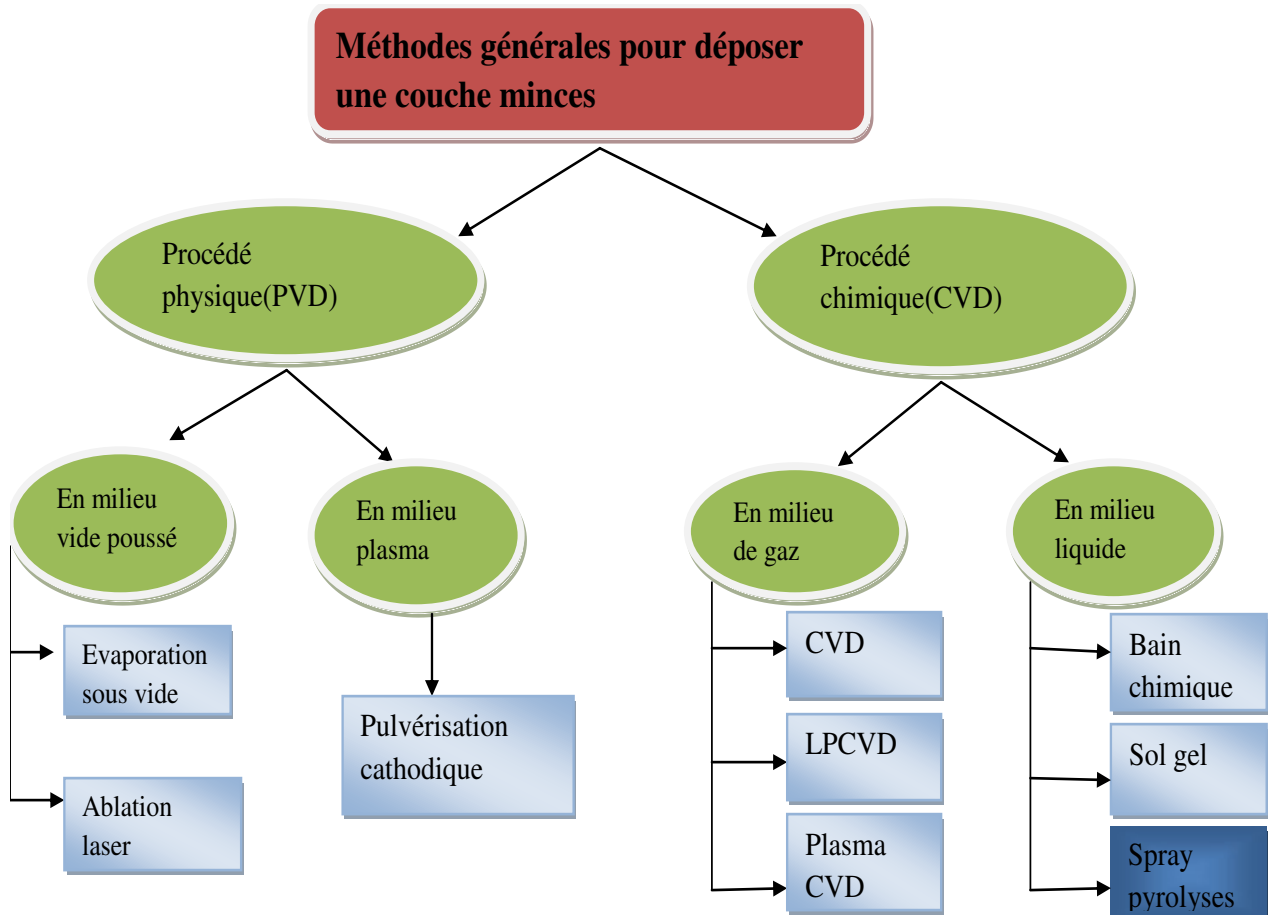 Méthodes générales pour déposer
une couche minces
Procédé
physique(PVD)
Procédé
chimique(CVD)
En milieu
vide poussé
En milieu
plasma
En milieu
de gaz
En milieu
liquide
Evaporation
sous vide
Ablation
laser
Pulvérisation
cathodique
CVD
LPCVD
Plasma
CVD
Bain
chimique
Sol gel
Spray
pyrolyses